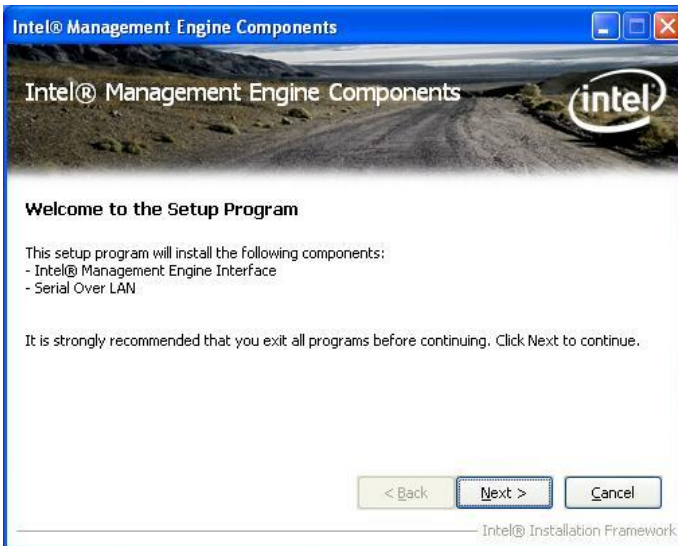 Intel® Management Engine Components
Intel® Management Engine Components
intel
Welcome to the Setup Program
This setup program will install the following components:
- Intel® Management Engine Interface
- Serial Over LAN
It is strongly recommended that you exit all programs before continuing. Click Next to continue.
< Back Next > Cancel
Intel® Installation Framework